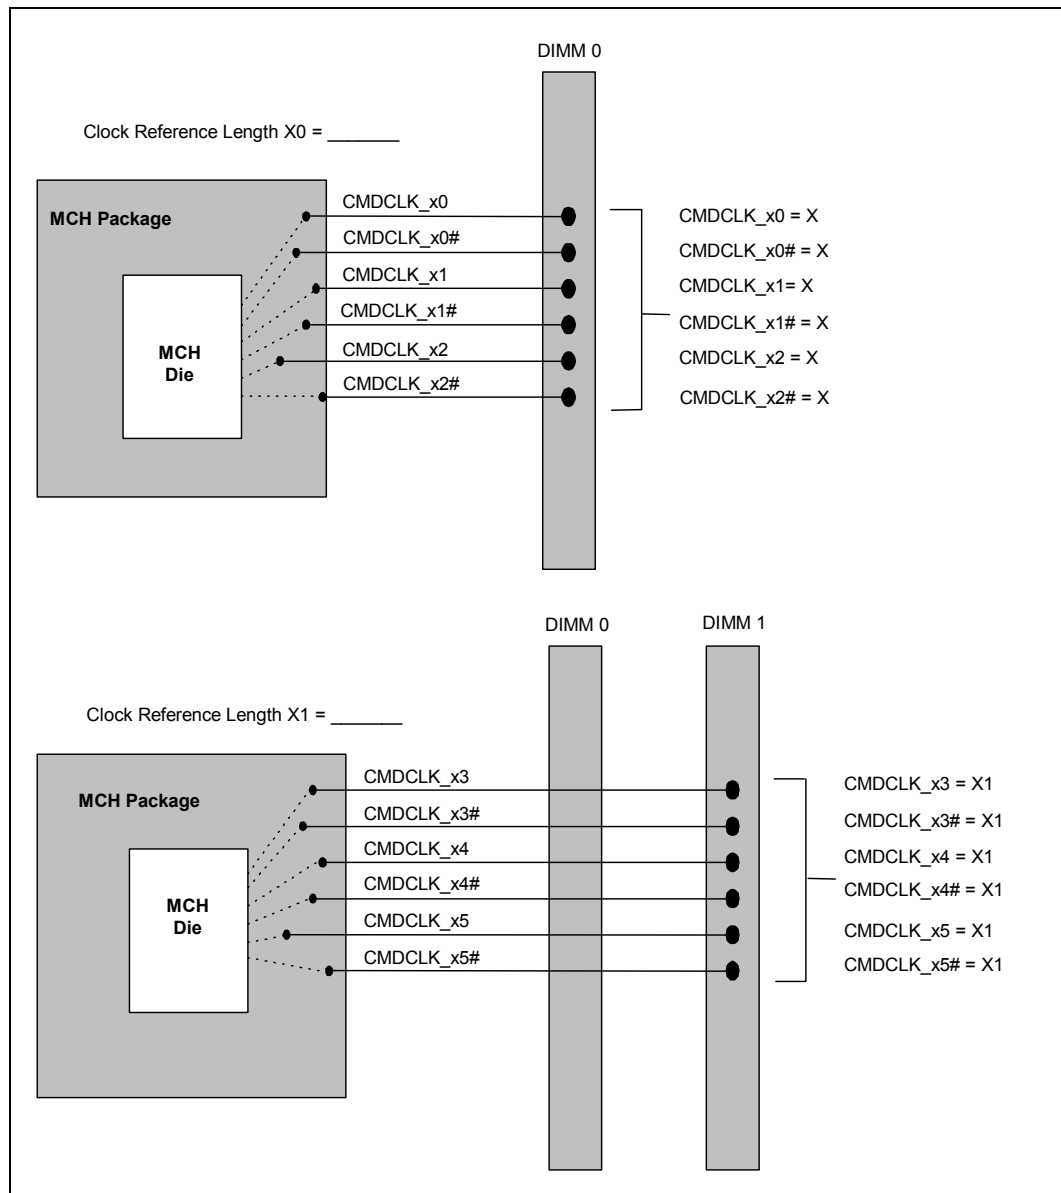 DIMM 0
Clock Reference Length X0 = _______
MCH Package
MCH
Die
CMDCLK_x0
CMDCLK_x0#
CMDCLK_x1
CMDCLK_x1#
CMDCLK_x2
CMDCLK_x2#
CMDCLK_x0 = X
CMDCLK_x0# = X
CMDCLK_x1= X
CMDCLK_x1# = X
CMDCLK_x2 = X
CMDCLK_x2# = X
DIMM 0
DIMM 1
Clock Reference Length X1 = _______
MCH Package
MCH
Die
CMDCLK_x3
CMDCLK_x3#
CMDCLK_x4
CMDCLK_x4#
CMDCLK_x5
CMDCLK_x5#
CMDCLK_x3 = X1
CMDCLK_x3# = X1
CMDCLK_x4 = X1
CMDCLK_x4# = X1
CMDCLK_x5 = X1
CMDCLK_x5# = X1